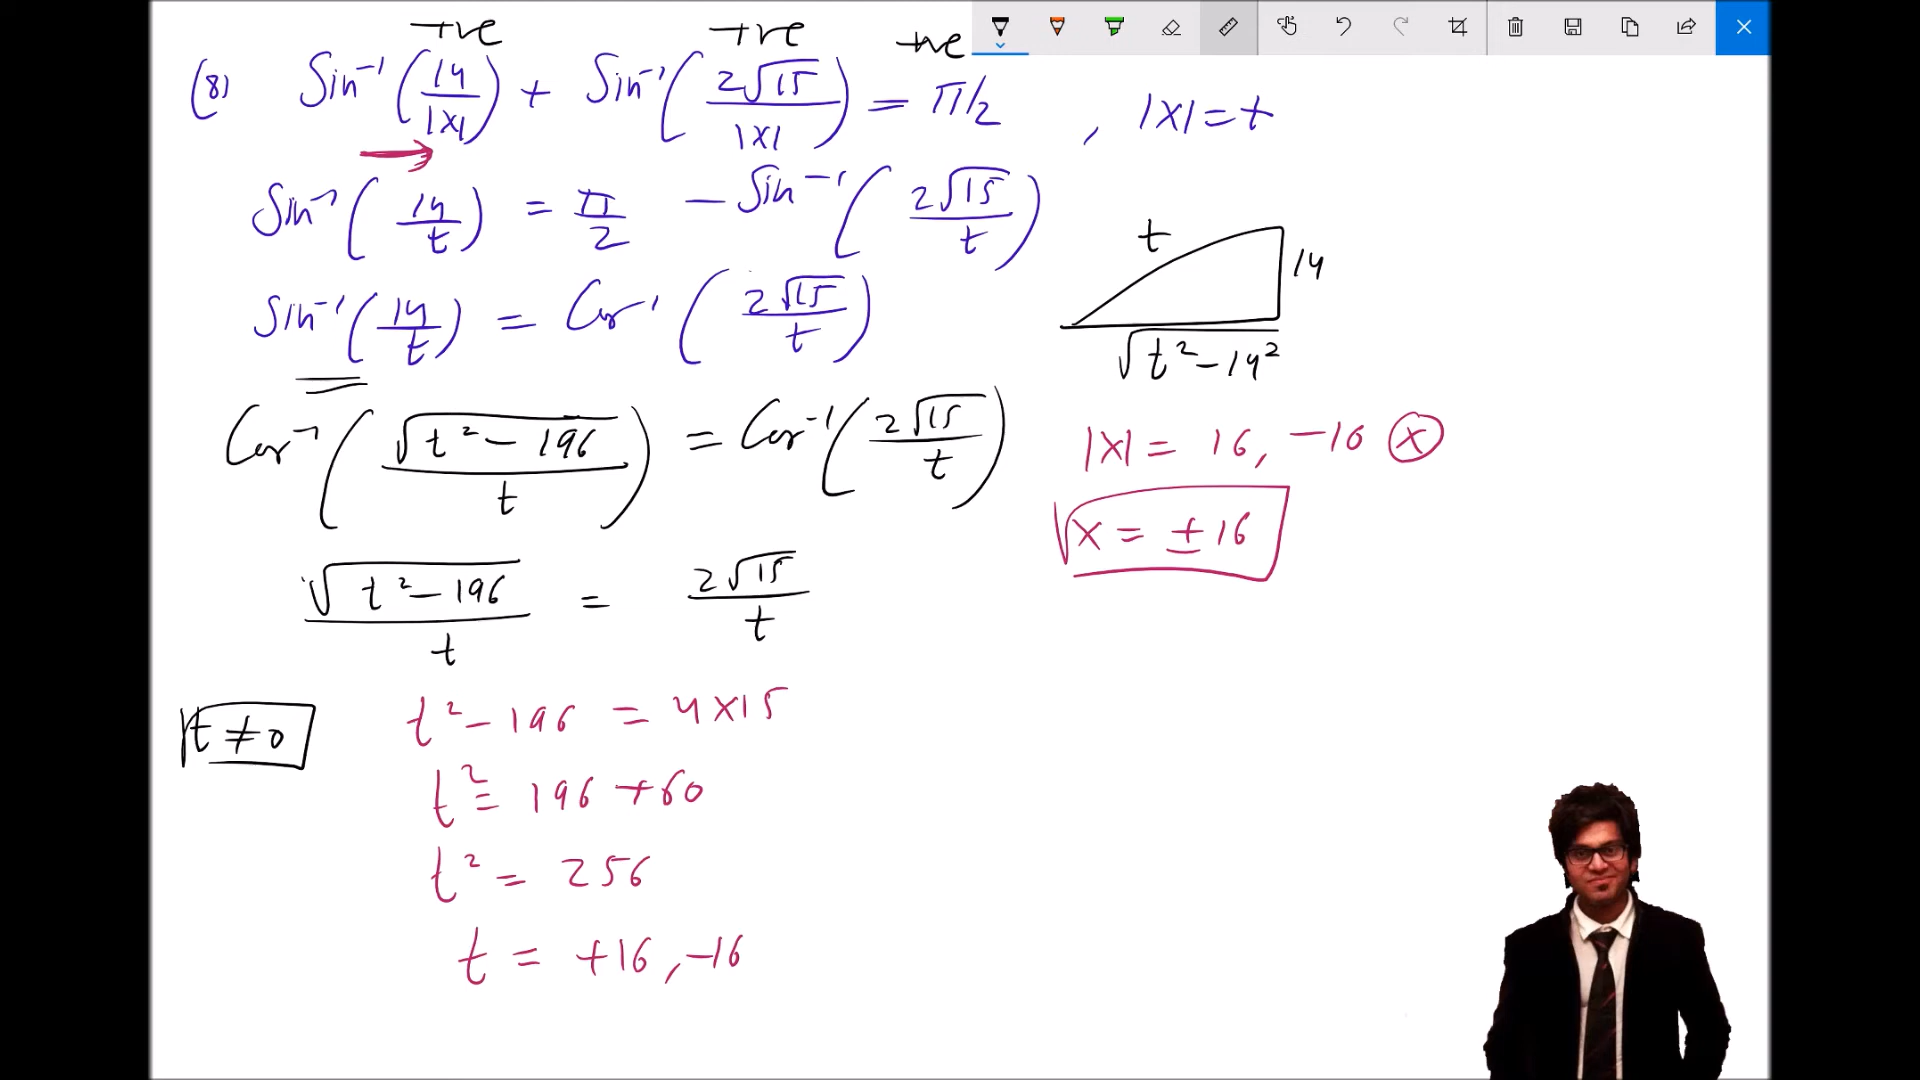 +ve +ve +ve
(8) Sin⁻¹(14/|x|) + Sin⁻¹(2√15/|x|) = π/2 , |x| = t
Sin⁻¹(14/t) = π/2 − Sin⁻¹(2√15/t)
Sin⁻¹(14/t) = Cos⁻¹(2√15/t)
Cos⁻¹(√(t² − 196)/t) = Cos⁻¹(2√15/t)
√(t² − 196)/t = 2√15/t
t ≠ 0
t² − 196 = 4×15
t² = 196 + 60
t² = 256
t = +16, −16
t
14
√(t² − 14²)
|x| = 16, −16 ⓧ
x = ±16